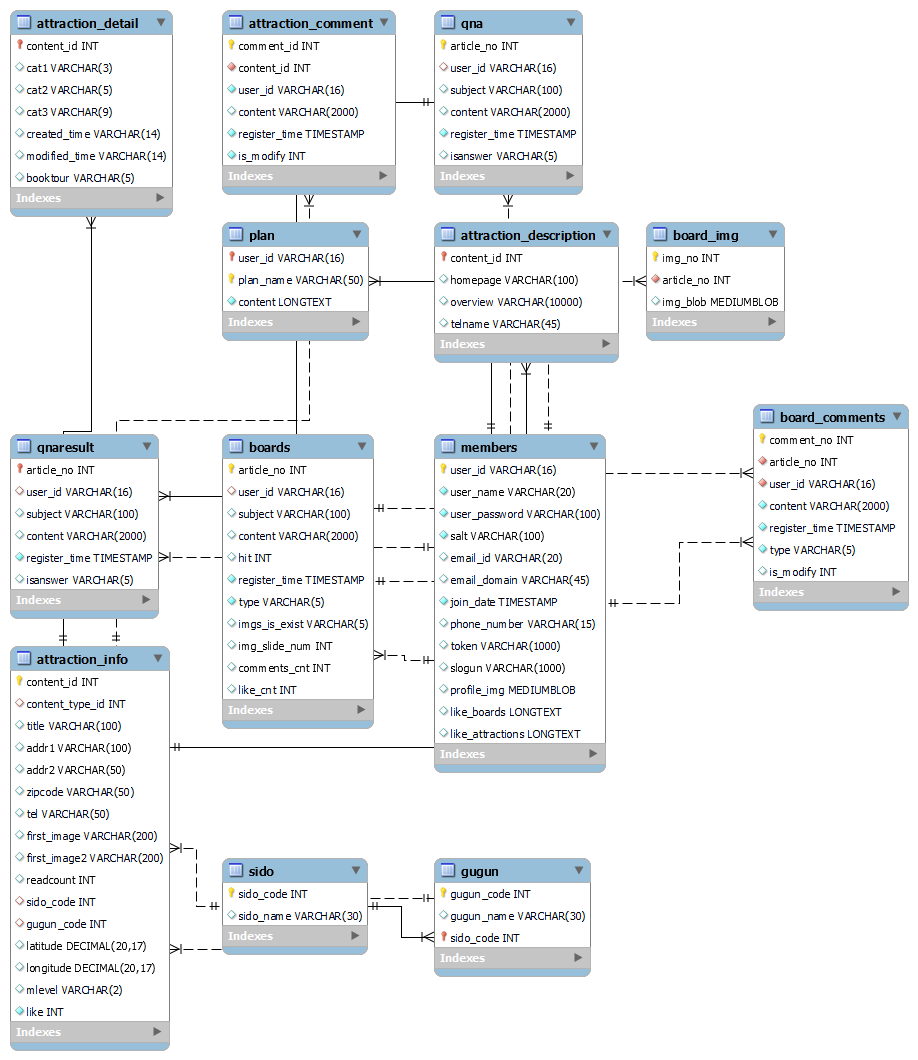 attraction_detail
content_id INT
cat1 VARCHAR(3)
cat2 VARCHAR(5)
cat3 VARCHAR(9)
created_time VARCHAR(14)
modified_time VARCHAR(14)
booktour VARCHAR(5)
Indexes
attraction_comment
comment_id INT
content_id INT
user_id VARCHAR(16)
content VARCHAR(2000)
register_time TIMESTAMP
is_modify INT
Indexes
qna
article_no INT
user_id VARCHAR(16)
subject VARCHAR(100)
content VARCHAR(2000)
register_time TIMESTAMP
isanswer VARCHAR(5)
Indexes
plan
user_id VARCHAR(16)
plan_name VARCHAR(50)
content LONGTEXT
Indexes
attraction_description
content_id INT
homepage VARCHAR(100)
overview VARCHAR(10000)
telname VARCHAR(45)
Indexes
board_img
img_no INT
article_no INT
img_blob MEDIUMBLOB
Indexes
qnaresult
article_no INT
user_id VARCHAR(16)
subject VARCHAR(100)
content VARCHAR(2000)
register_time TIMESTAMP
isanswer VARCHAR(5)
Indexes
boards
article_no INT
user_id VARCHAR(16)
subject VARCHAR(100)
content VARCHAR(2000)
hit INT
register_time TIMESTAMP
type VARCHAR(5)
imgs_is_exist VARCHAR(5)
img_slide_num INT
comments_cnt INT
like_cnt INT
Indexes
members
user_id VARCHAR(16)
user_name VARCHAR(20)
user_password VARCHAR(100)
salt VARCHAR(100)
email_id VARCHAR(20)
email_domain VARCHAR(45)
join_date TIMESTAMP
phone_number VARCHAR(15)
token VARCHAR(1000)
slogun VARCHAR(1000)
profile_img MEDIUMBLOB
like_boards LONGTEXT
like_attractions LONGTEXT
Indexes
board_comments
comment_no INT
article_no INT
user_id VARCHAR(16)
content VARCHAR(2000)
register_time TIMESTAMP
type VARCHAR(5)
is_modify INT
Indexes
attraction_info
content_id INT
content_type_id INT
title VARCHAR(100)
addr1 VARCHAR(100)
addr2 VARCHAR(50)
zipcode VARCHAR(50)
tel VARCHAR(50)
first_image VARCHAR(200)
first_image2 VARCHAR(200)
readcount INT
sido_code INT
gugun_code INT
latitude DECIMAL(20,17)
longitude DECIMAL(20,17)
mlevel VARCHAR(2)
like INT
Indexes
sido
sido_code INT
sido_name VARCHAR(30)
Indexes
gugun
gugun_code INT
gugun_name VARCHAR(30)
sido_code INT
Indexes